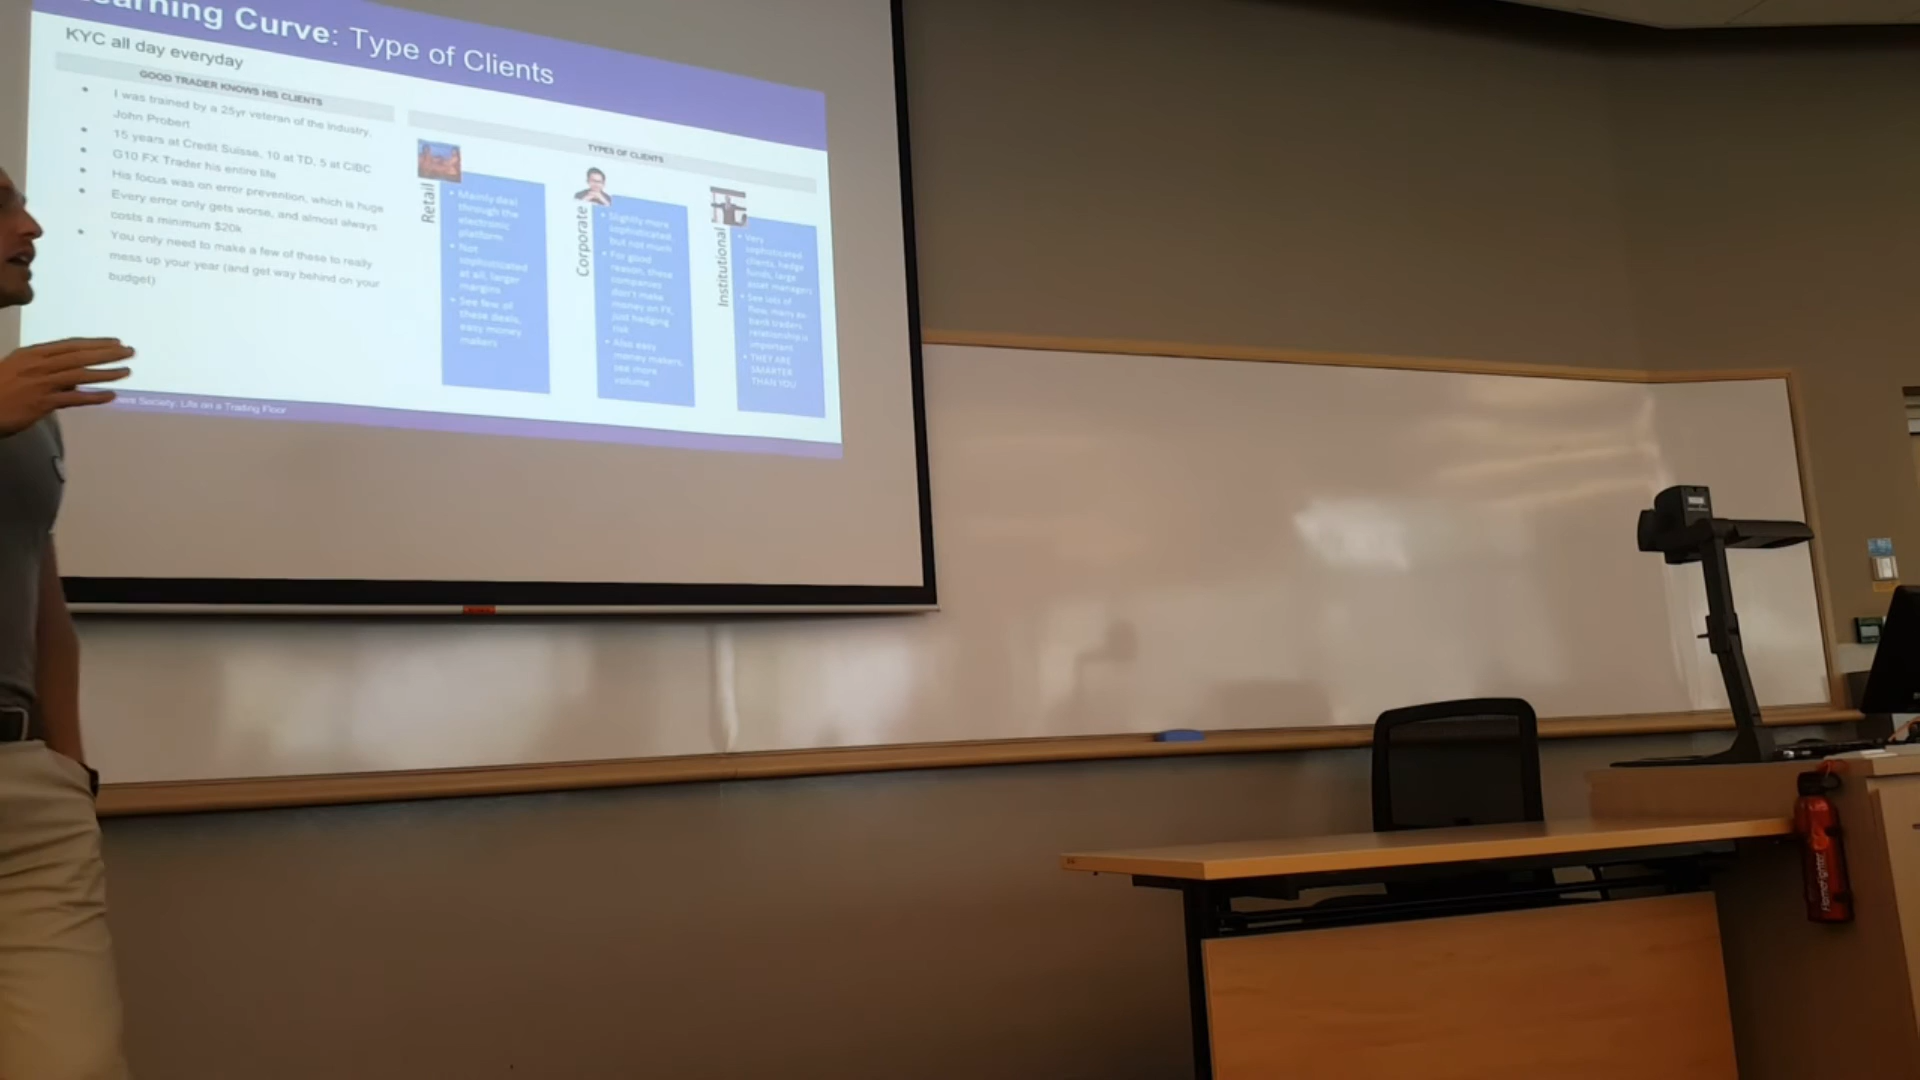 Learning Curve: Type of Clients
KYC all day everyday
GOOD TRADER KNOWS HIS CLIENTS
• I was trained by a 25yr veteran of the industry,
John Probert
• 15 years at Credit Suisse, 10 at TD, 5 at CIBC
• G10 FX Trader his entire life
• His focus was on error prevention, which is huge
• Every error only gets worse, and almost always
costs a minimum $20k
• You only need to make a few of these to really
mess up your year (and get way behind on your
budget)
TYPES OF CLIENTS
Retail
• Mainly deal
through the
electronic
platform
• Not
sophisticated
at all, larger
margins
• See few of
these deals,
easy money
makers
Corporate
• Slightly more
sophisticated,
but not much
• For good
reason, these
companies
don't make
money on FX,
just hedging
risk
• Also easy
money makers,
see more
volume
Institutional
• Very
sophisticated
clients, hedge
funds, large
asset managers
• See lots of
flow, many ex-
bank traders
relationship is
important
• THEY ARE
SMARTER
THAN YOU
Society: Life on a Trading Floor
HomeFighter